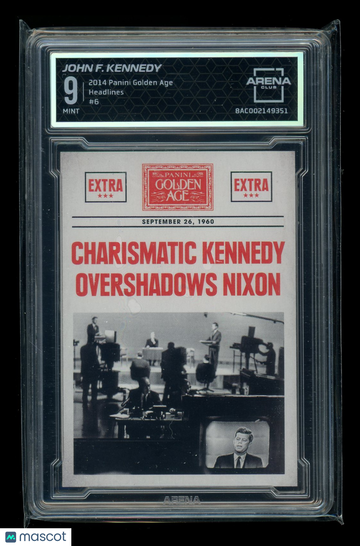 JOHN F. KENNEDY
9
MINT
2014 Panini Golden Age
Headlines
#6
ARENA
CLUB
BAC002149351
EXTRA
PANINI
GOLDEN
AGE
EXTRA
SEPTEMBER 26, 1960
CHARISMATIC KENNEDY
OVERSHADOWS NIXON
ARENA
mascot